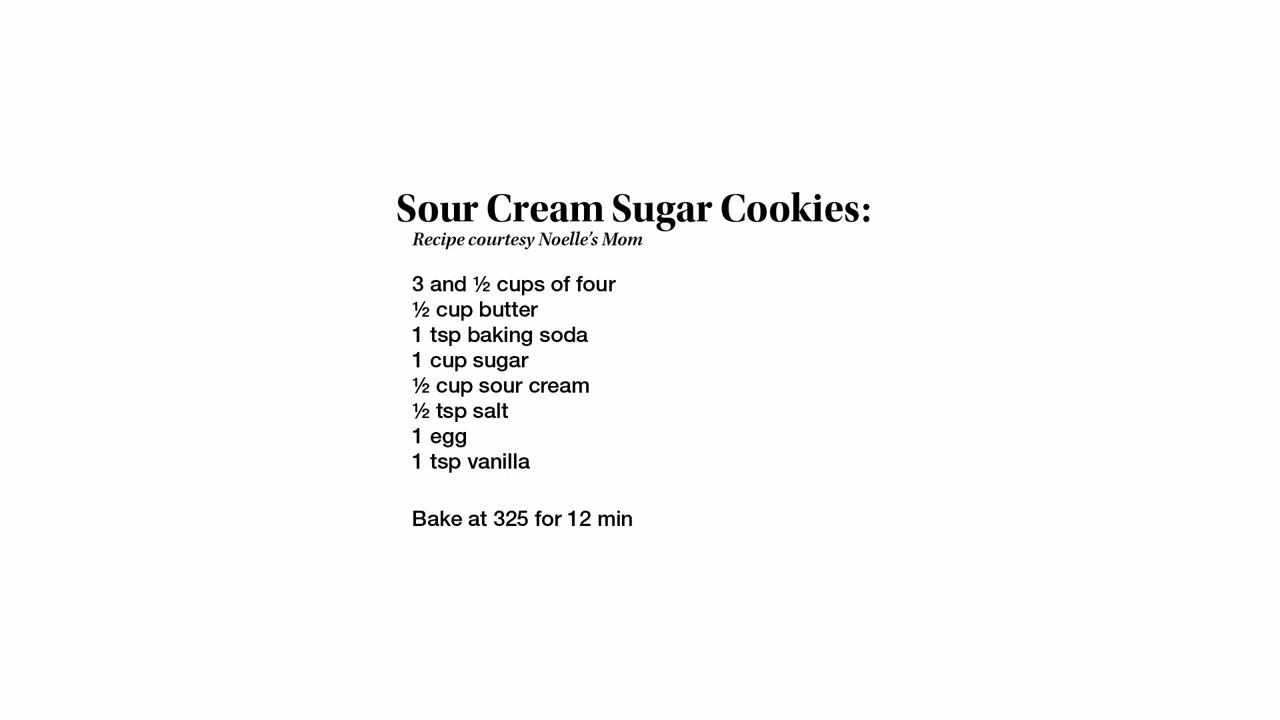 Sour Cream Sugar Cookies:
Recipe courtesy Noelle's Mom
3 and ½ cups of four
½ cup butter
1 tsp baking soda
1 cup sugar
½ cup sour cream
½ tsp salt
1 egg
1 tsp vanilla
Bake at 325 for 12 min